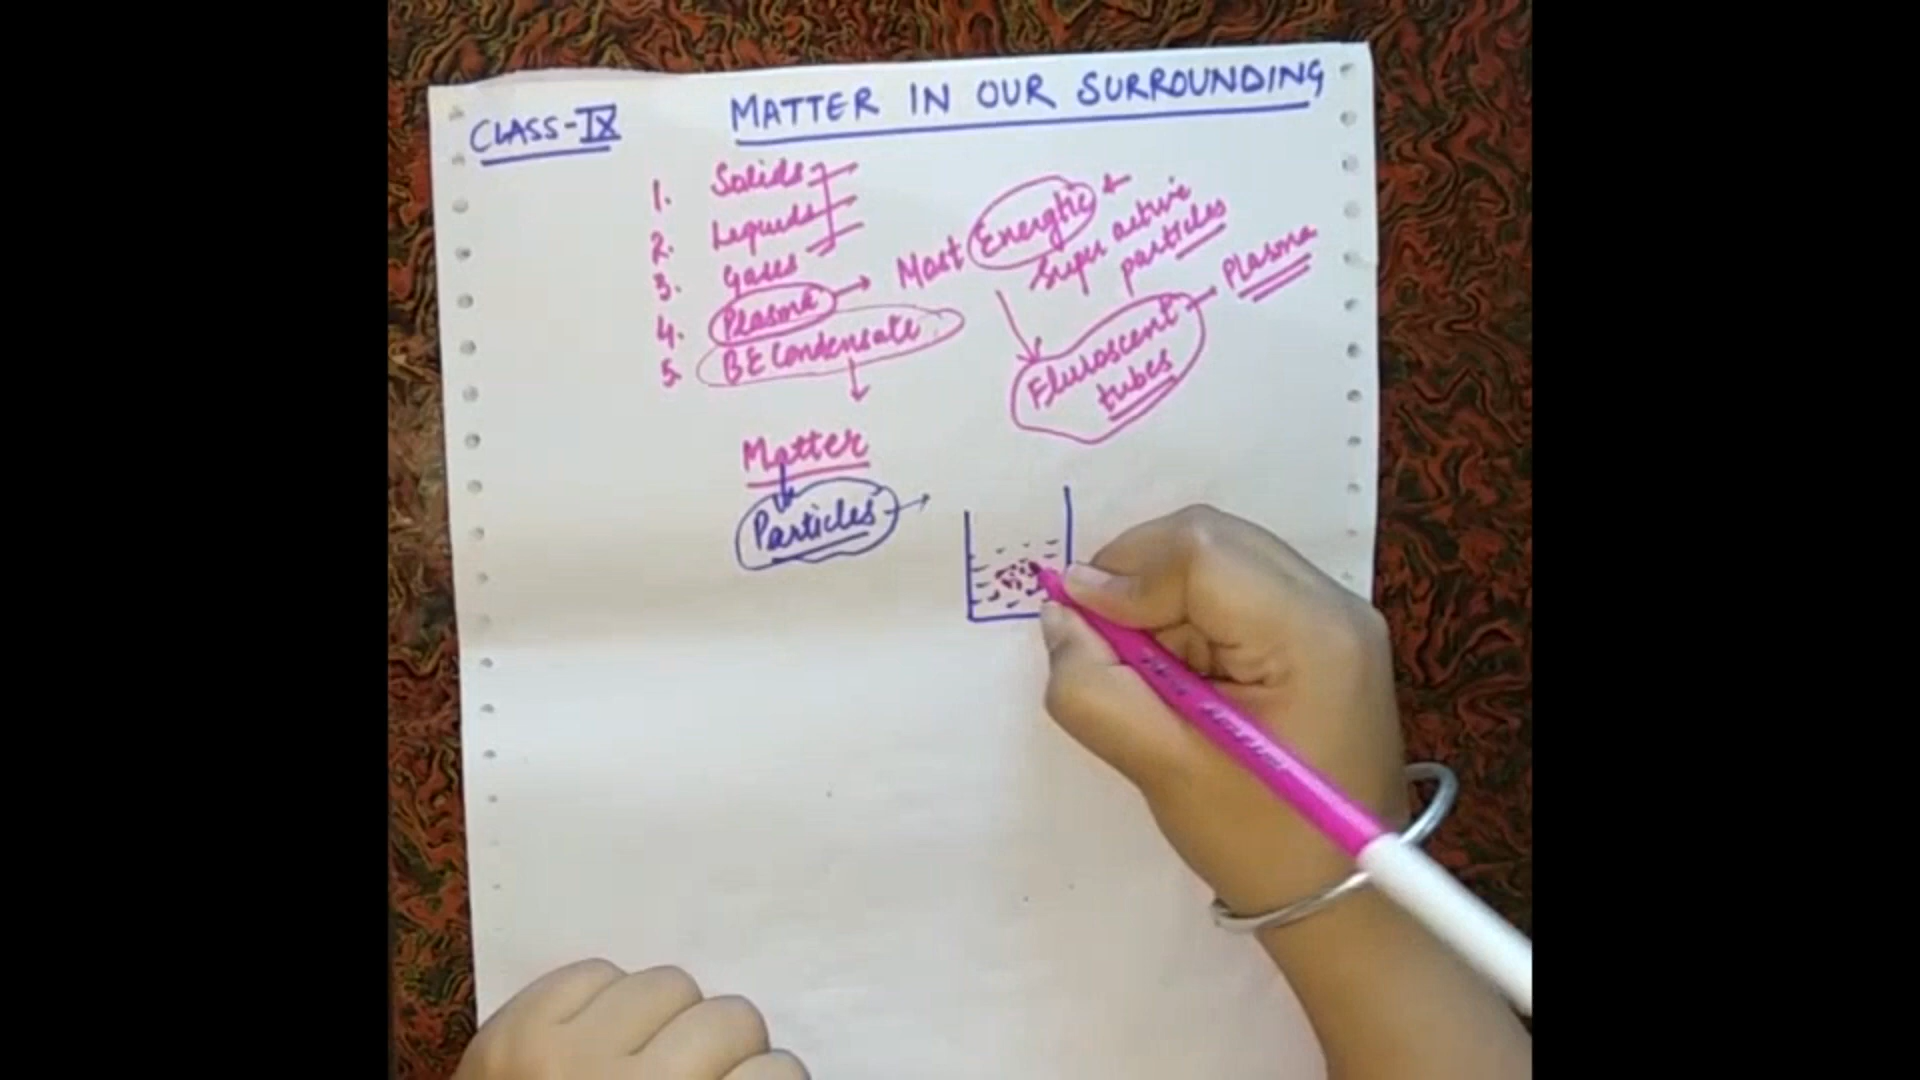 CLASS-IX
MATTER IN OUR SURROUNDING
1. Solids
2. Liquids
3. Gases
4. Plasma → Most Energtic &
Super active
particles
5. BE Condensate
Fluroscent
tubes
Plasma
Matter
Particles